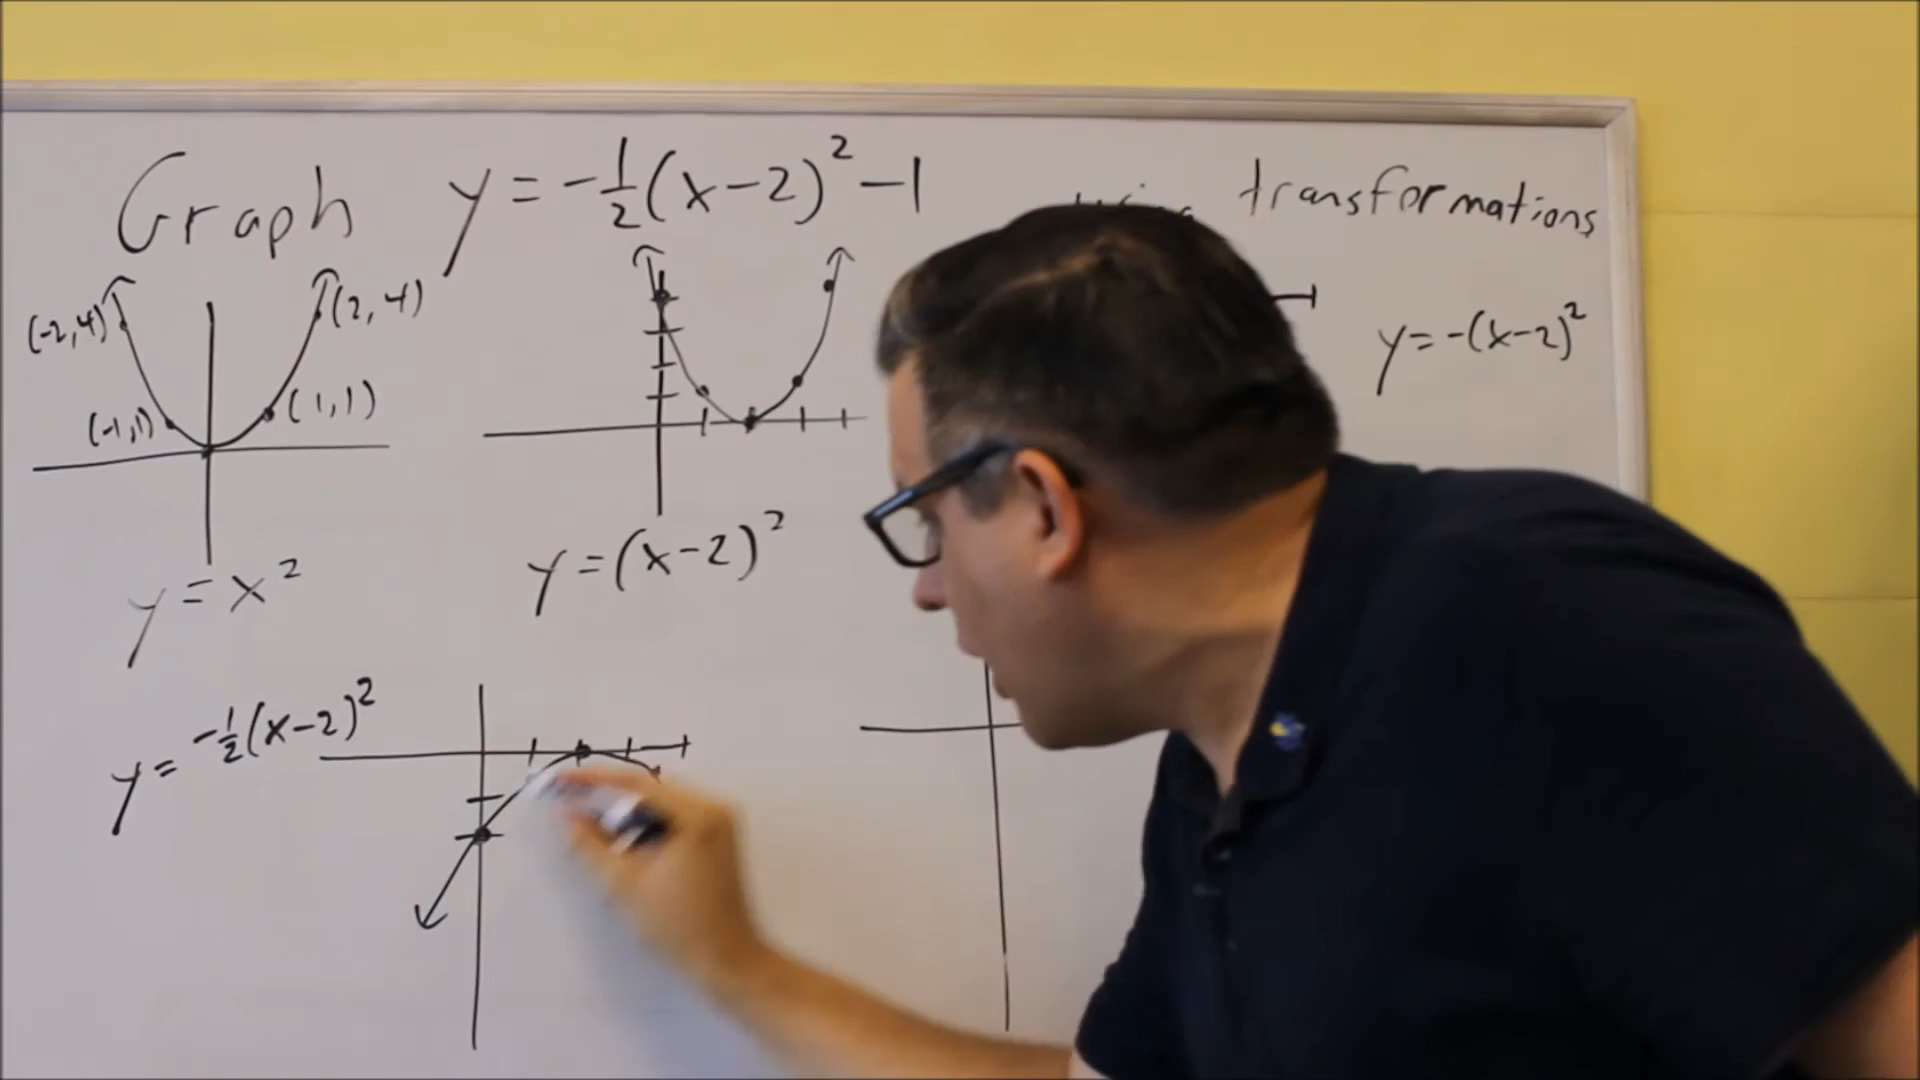 Graph y = -1/2(x-2)² -1 transformations
(-2,4)
(2,4)
(-1,1)
(1,1)
y = x²
y = (x-2)²
y = -(x-2)²
y = -1/2(x-2)²